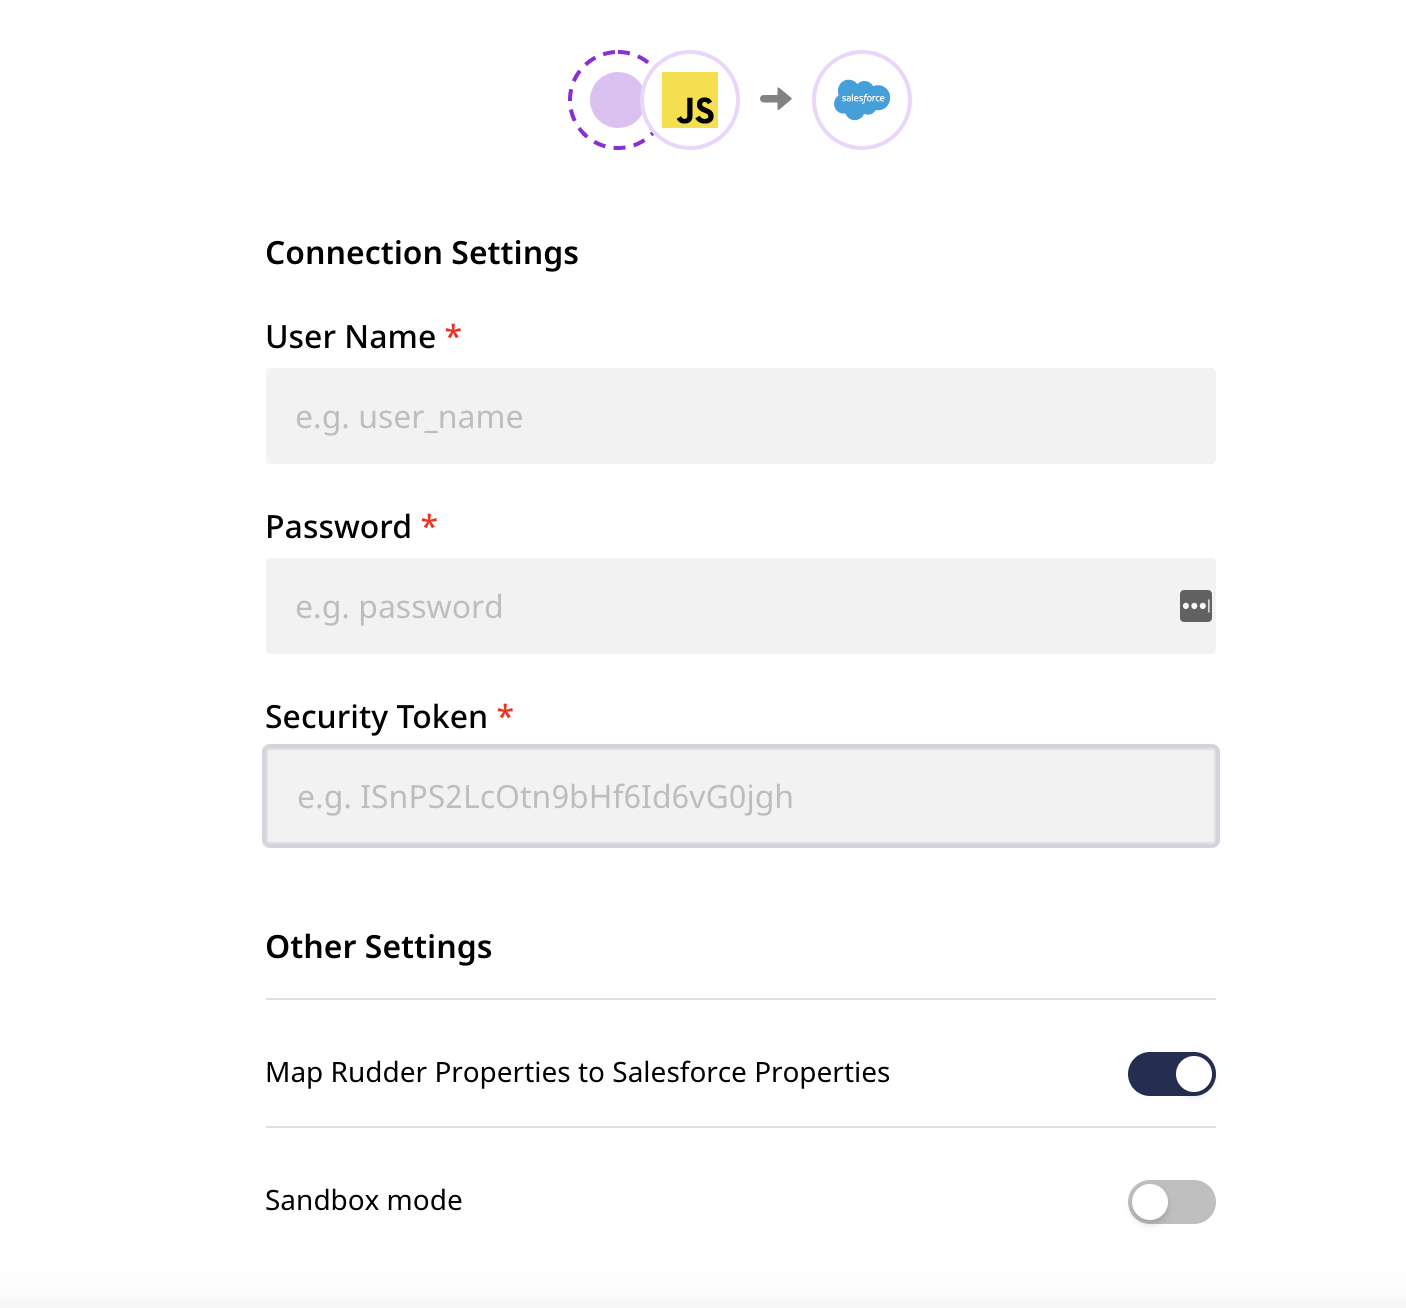 JS
salesforce
Connection Settings
User Name *
e.g. user_name
Password *
e.g. password
Security Token *
e.g. ISnPS2LcOtn9bHf6Id6vG0jgh
Other Settings
Map Rudder Properties to Salesforce Properties
Sandbox mode